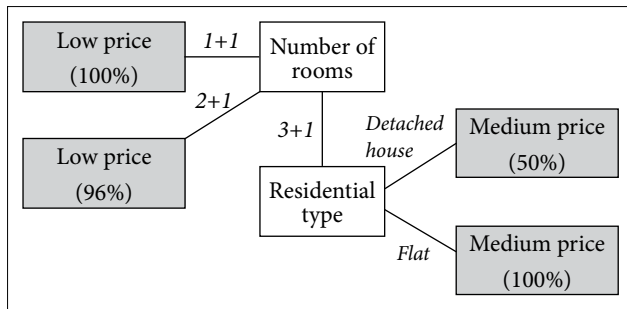 Low price
(100%)
1+1
Number of
rooms
2+1
Low price
(96%)
3+1
Detached
house
Medium price
(50%)
Residential
type
Flat
Medium price
(100%)